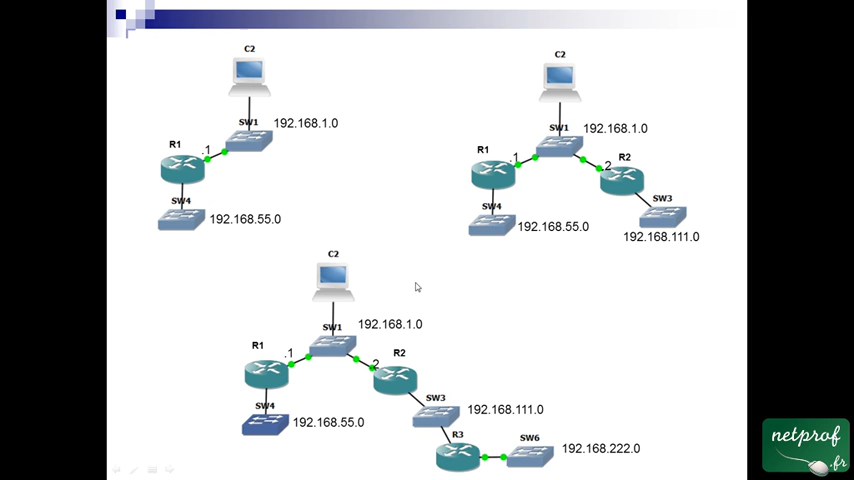 C2
SW1
192.168.1.0
R1
.1
SW4
192.168.55.0
C2
SW1
192.168.1.0
R1
.1
R2
.2
SW4
192.168.55.0
SW3
192.168.111.0
C2
SW1
192.168.1.0
R1
.1
R2
.2
SW4
192.168.55.0
SW3
192.168.111.0
R3
SW6
192.168.222.0
netprof
.fr